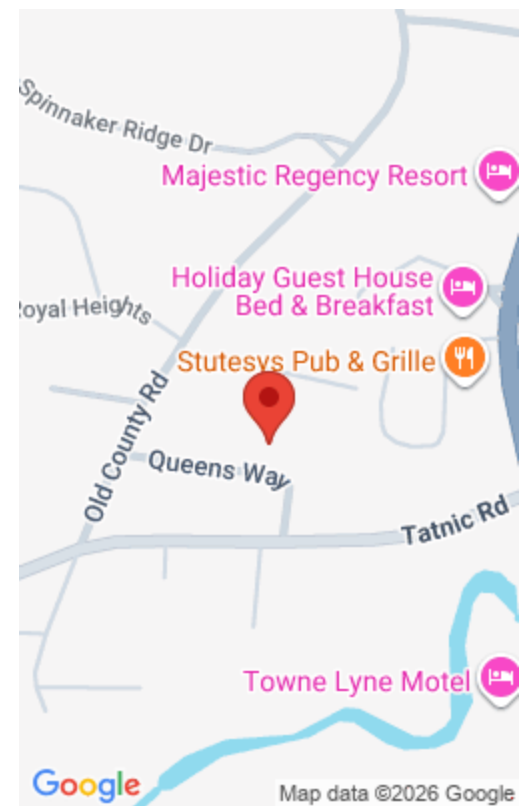 Spinnaker Ridge Dr
Majestic Regency Resort
Holiday Guest House
Bed & Breakfast
oyal Heights
Stutesys Pub & Grille
Old County Rd
Queens Way
Tatnic Rd
Towne Lyne Motel
Google
Map data ©2026 Google